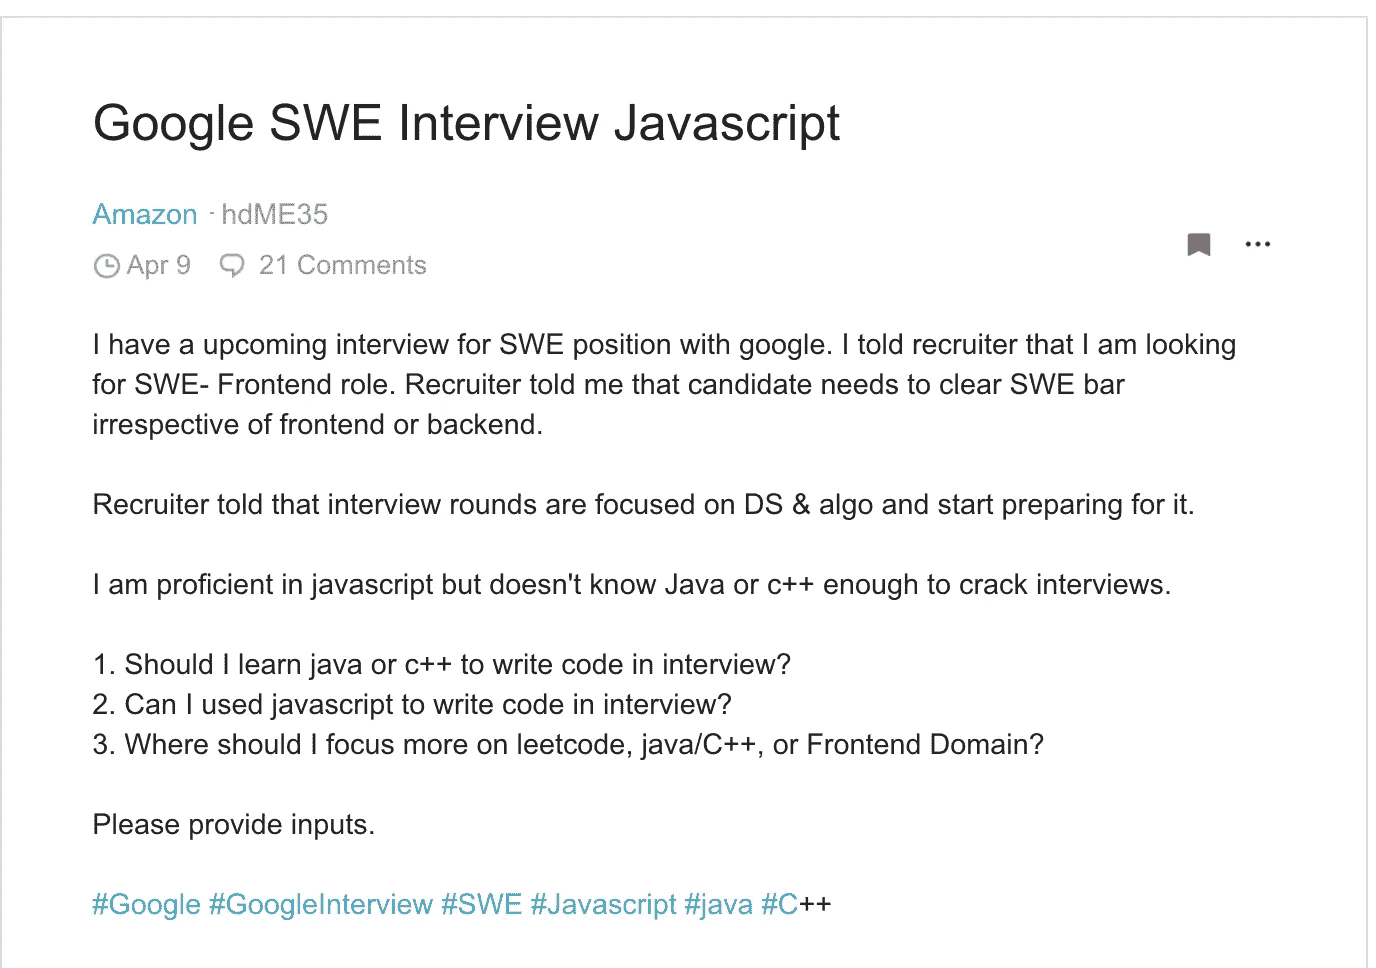 Google SWE Interview Javascript
Amazon · hdME35
Apr 9 21 Comments
I have a upcoming interview for SWE position with google. I told recruiter that I am looking
for SWE- Frontend role. Recruiter told me that candidate needs to clear SWE bar
irrespective of frontend or backend.
Recruiter told that interview rounds are focused on DS & algo and start preparing for it.
I am proficient in javascript but doesn't know Java or c++ enough to crack interviews.
1. Should I learn java or c++ to write code in interview?
2. Can I used javascript to write code in interview?
3. Where should I focus more on leetcode, java/C++, or Frontend Domain?
Please provide inputs.
#Google #GoogleInterview #SWE #Javascript #java #C++